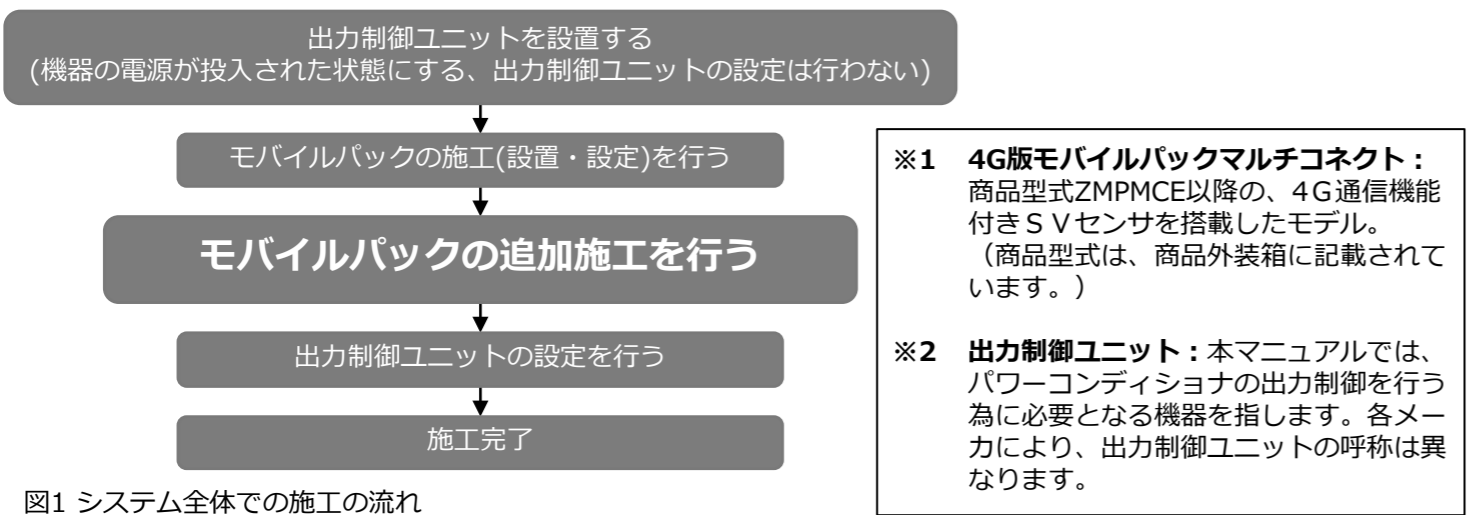 出力制御ユニットを設置する
(機器の電源が投入された状態にする、出力制御ユニットの設定は行わない)
モバイルパックの施工(設置・設定)を行う
モバイルパックの追加施工を行う
出力制御ユニットの設定を行う
施工完了
図1 システム全体での施工の流れ
※1 4G版モバイルパックマルチコネクト：
商品型式ZMPMCE以降の、4Ｇ通信機能
付きＳＶセンサを搭載したモデル。
（商品型式は、商品外装箱に記載されて
います。）
※2 出力制御ユニット：本マニュアルでは、
パワーコンディショナの出力制御を行う
為に必要となる機器を指します。各メー
カにより、出力制御ユニットの呼称は異
なります。